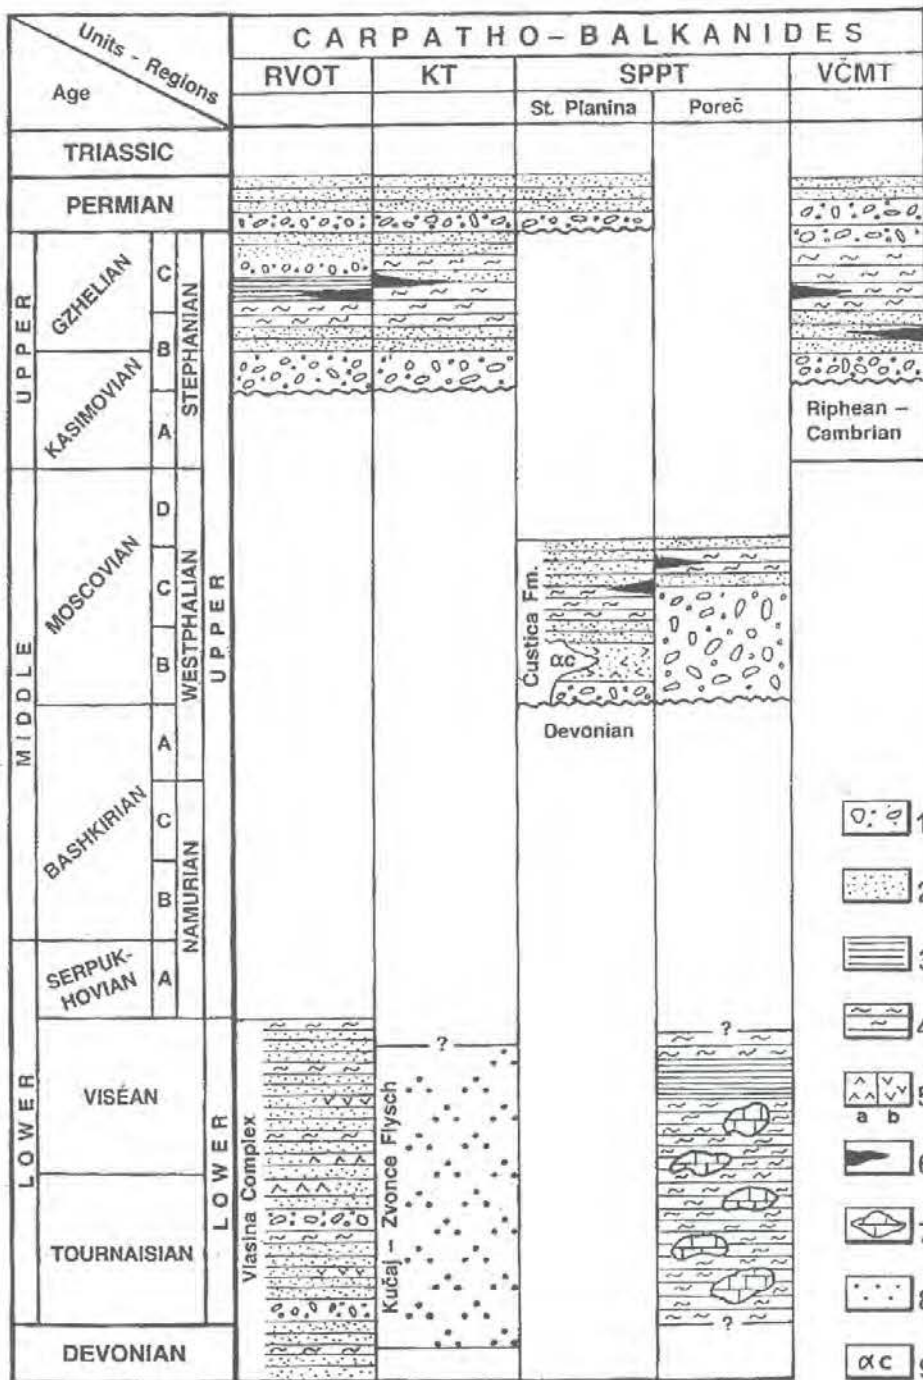 Units - Regions
Age
CARPATHO-BALKANIDES
RVOT
KT
SPPT
VČMT
St. Planina
Poreč
TRIASSIC
PERMIAN
UPPER
GZHELIAN
KASIMOVIAN
C
B
A
STEPHANIAN
Riphean –
Cambrian
MIDDLE
MOSCOVIAN
BASHKIRIAN
D
C
B
A
C
B
WESTPHALIAN
NAMURIAN
UPPER
Custica Fm.
αc
Devonian
SERPUK-
HOVIAN
A
LOWER
VISÉAN
TOURNAISIAN
LOWER
Vlasina Complex
?
Kučaj – Zvonce Flysch
?
?
DEVONIAN
a b
αc